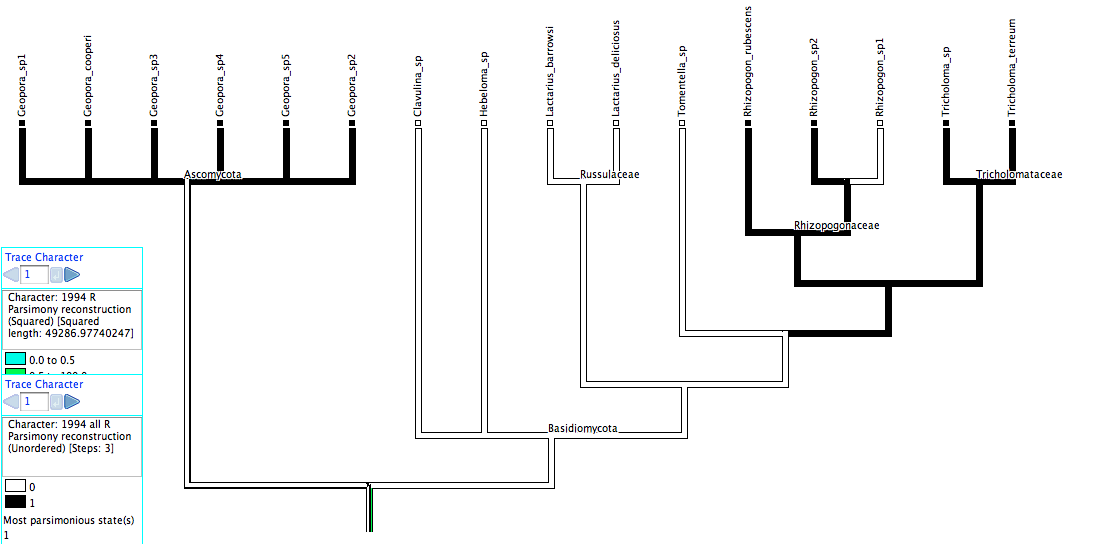 Geopora_sp1
Geopora_cooperi
Geopora_sp3
Geopora_sp4
Geopora_sp5
Geopora_sp2
Clavulina_sp
Hebeloma_sp
Lactarius_barrowsi
Lactarius_deliciosus
Tomentella_sp
Rhizopogon_rubescens
Rhizopogon_sp2
Rhizopogon_sp1
Tricholoma_sp
Tricholoma_terreum
Ascomycota
Russulaceae
Tricholomataceae
Rhizopogonaceae
Basidiomycota
Trace Character
1
Character: 1994 R
Parsimony reconstruction
(Squared) [Squared
length: 49286.97740247]
0.0 to 0.5
Trace Character
1
Character: 1994 all R
Parsimony reconstruction
(Unordered) [Steps: 3]
0
1
Most parsimonious state(s)
1